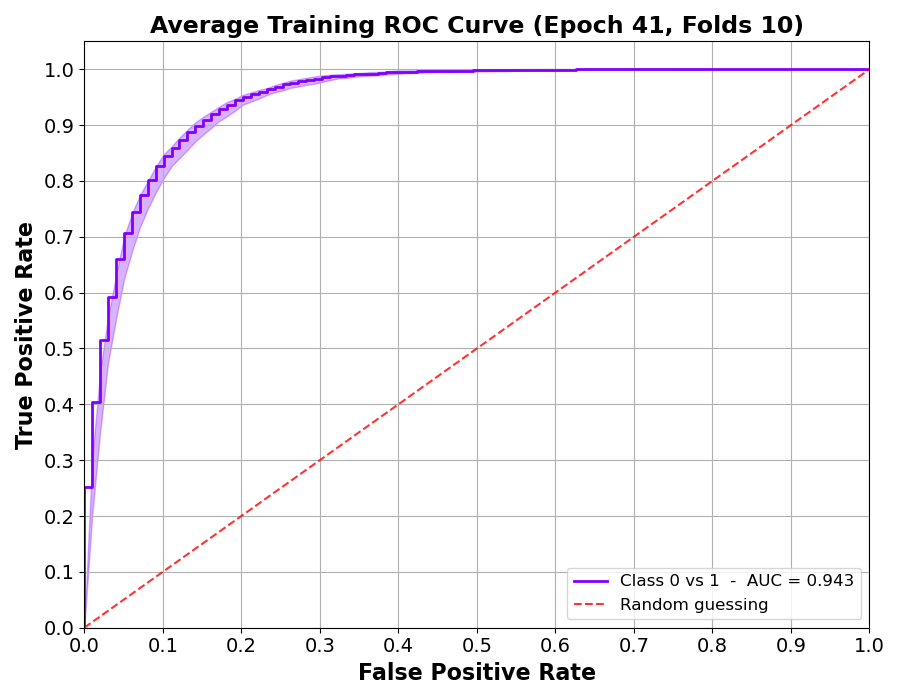 Average Training ROC Curve (Epoch 41, Folds 10)
True Positive Rate
1.0
0.9
0.8
0.7
0.6
0.5
0.4
0.3
0.2
0.1
0.0
0.0 0.1 0.2 0.3 0.4 0.5 0.6 0.7 0.8 0.9 1.0
False Positive Rate
Class 0 vs 1 - AUC = 0.943
Random guessing